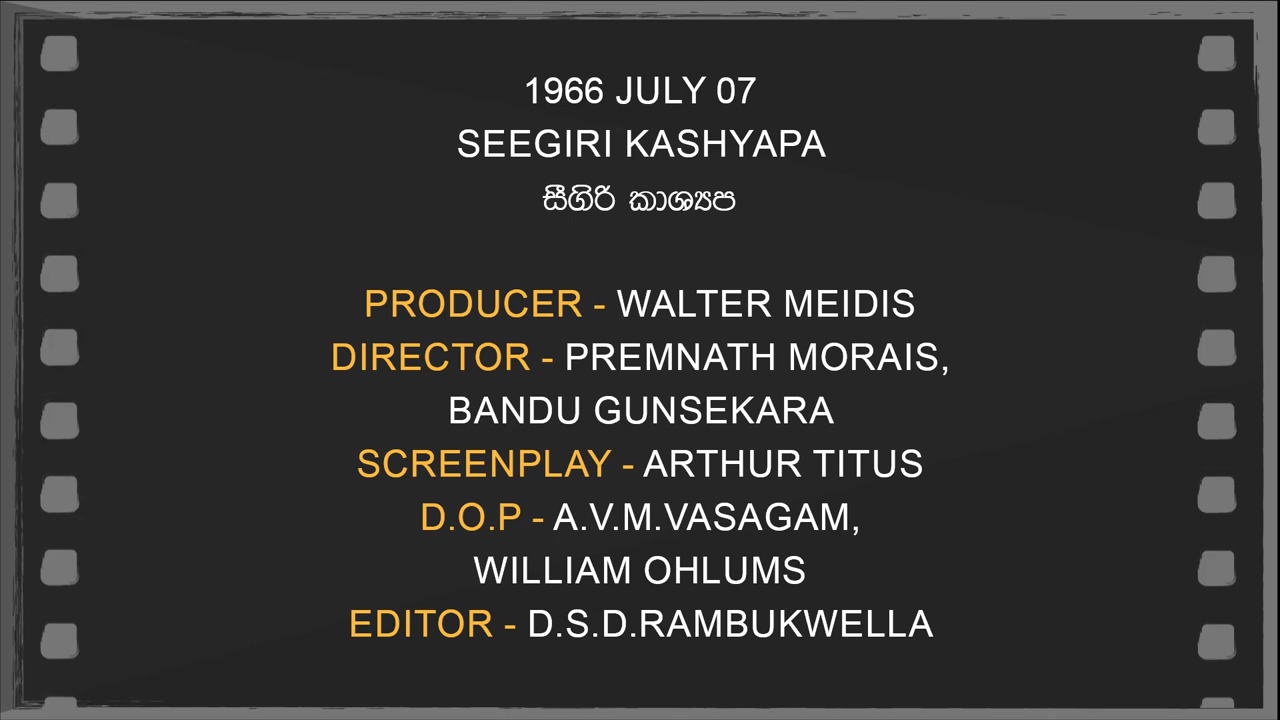 1966 JULY 07
SEEGIRI KASHYAPA
සීගිරි කාශ්‍යප
PRODUCER - WALTER MEIDIS
DIRECTOR - PREMNATH MORAIS,
BANDU GUNSEKARA
SCREENPLAY - ARTHUR TITUS
D.O.P - A.V.M.VASAGAM,
WILLIAM OHLUMS
EDITOR - D.S.D.RAMBUKWELLA